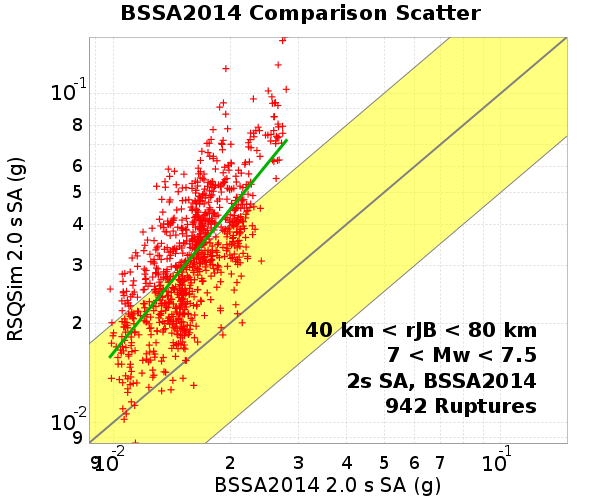 BSSA2014 Comparison Scatter
RSQSim 2.0 s SA (g)
10-1
8
6
5
4
3
2
10-2
9
40 km < rJB < 80 km
7 < Mw < 7.5
2s SA, BSSA2014
942 Ruptures
9 10-2 2 3 4 5 6 7 10-1
BSSA2014 2.0 s SA (g)